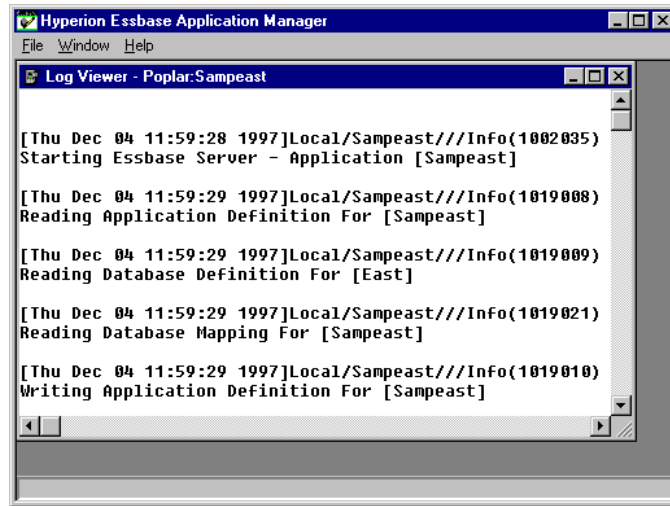 Hyperion Essbase Application Manager
File Window Help
Log Viewer - Poplar:Sampeast
[Thu Dec 04 11:59:28 1997]Local/Sampeast///Info(1002035)
Starting Essbase Server - Application [Sampeast]
[Thu Dec 04 11:59:29 1997]Local/Sampeast///Info(1019008)
Reading Application Definition For [Sampeast]
[Thu Dec 04 11:59:29 1997]Local/Sampeast///Info(1019009)
Reading Database Definition For [East]
[Thu Dec 04 11:59:29 1997]Local/Sampeast///Info(1019021)
Reading Database Mapping For [Sampeast]
[Thu Dec 04 11:59:29 1997]Local/Sampeast///Info(1019010)
Writing Application Definition For [Sampeast]